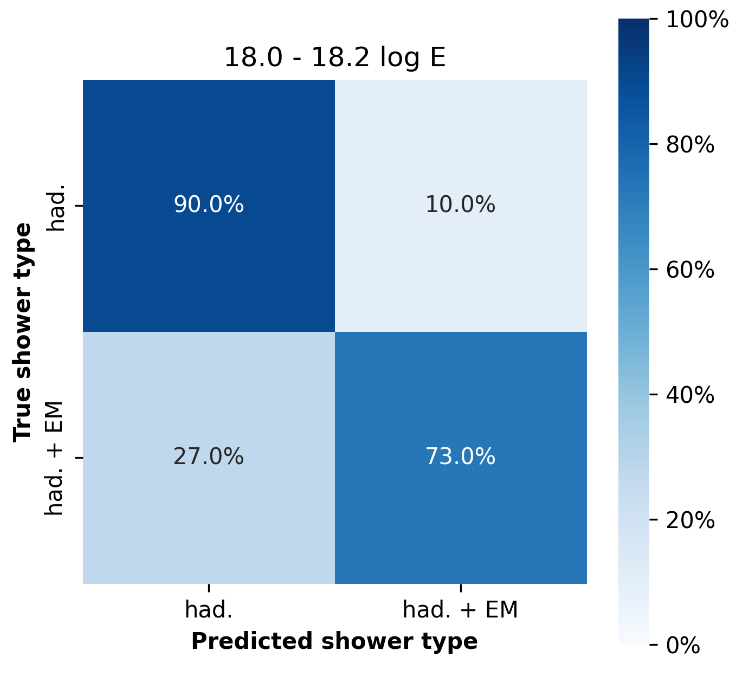 18.0 - 18.2 log E
True shower type
had.
had. + EM
90.0%
10.0%
27.0%
73.0%
had.
had. + EM
Predicted shower type
100%
80%
60%
40%
20%
0%